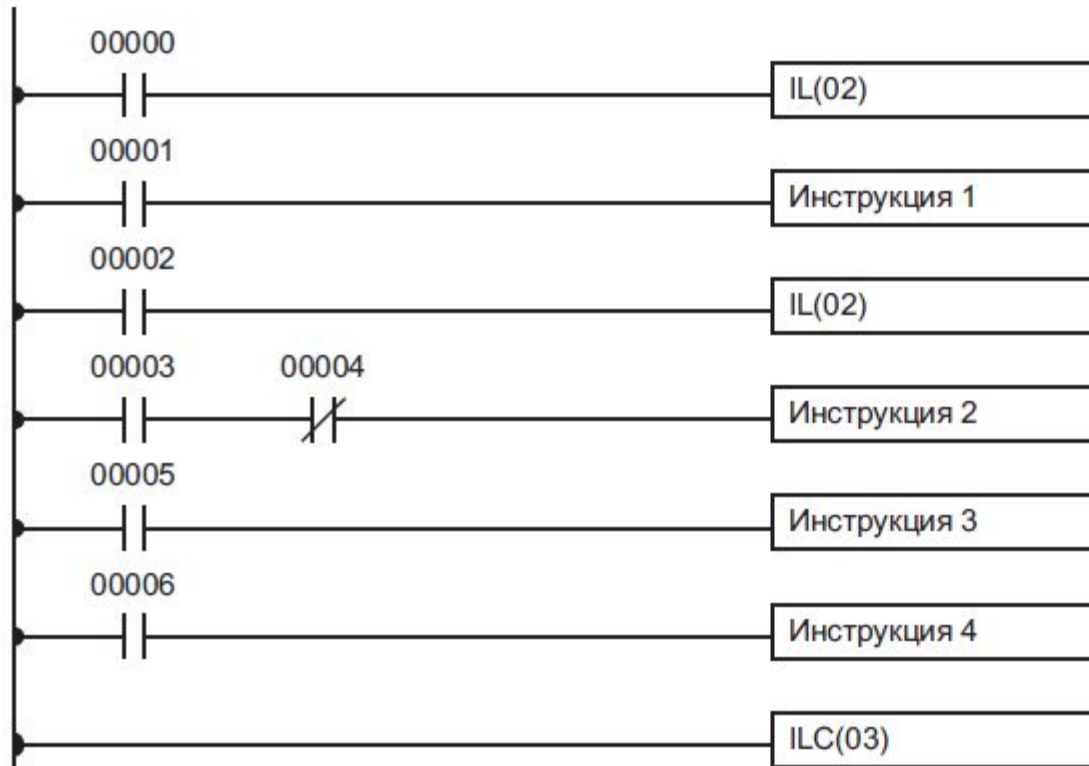 00000
IL(02)
00001
Инструкция 1
00002
IL(02)
00003 00004
Инструкция 2
00005
Инструкция 3
00006
Инструкция 4
ILC(03)